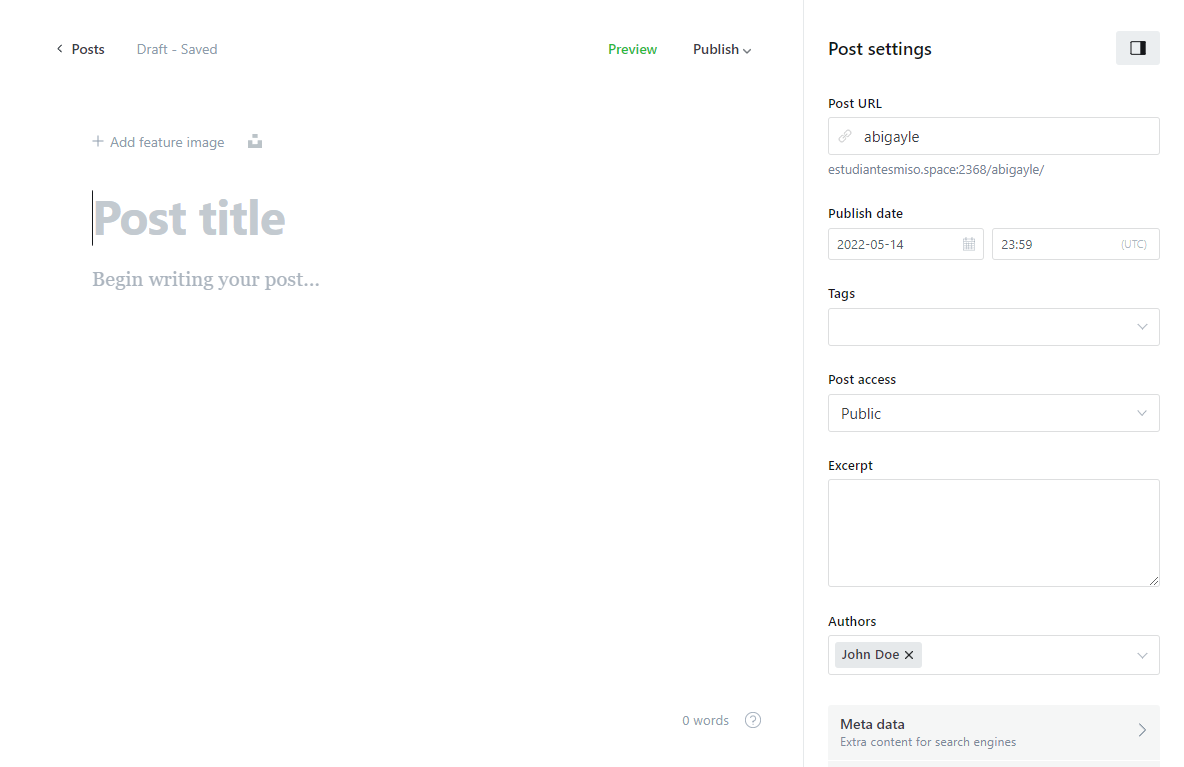 Posts
Draft - Saved
Preview
Publish
Add feature image
Post title
Begin writing your post...
0 words
?
Post settings
Post URL
abigayle
estudiantesmiso.space:2368/abigayle/
Publish date
2022-05-14
23:59
(UTC)
Tags
Post access
Public
Excerpt
Authors
John Doe ×
Meta data
Extra content for search engines